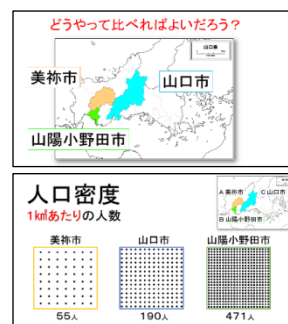 どうやって比べればよいだろう？
山口県
美祢市
山口市
山陽小野田市
人口密度
1㎢あたりの人数
A 美祢市
C 山口市
B 山陽小野田市
美祢市
山口市
山陽小野田市
55人
190人
471人